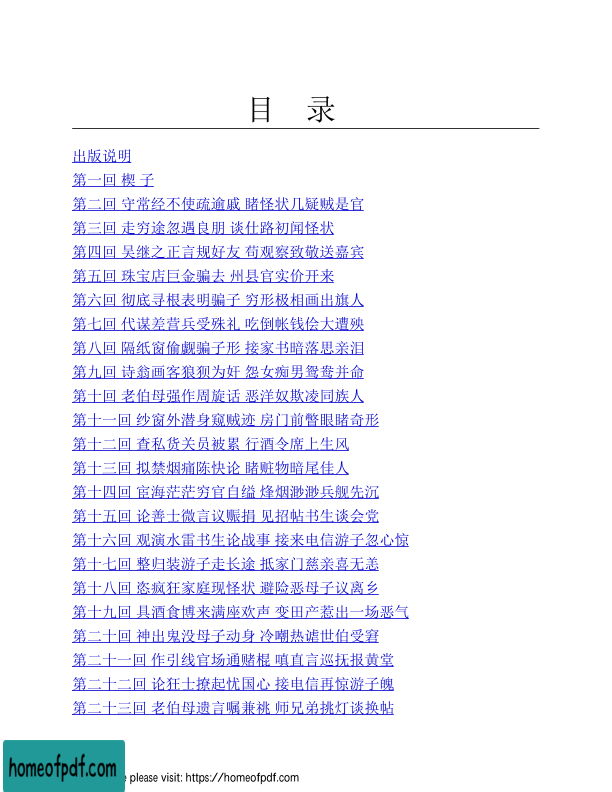 目 录
出版说明
第一回 楔 子
第二回 守常经不使疏逾戚 睹怪状几疑贼是官
第三回 走穷途忽遇良朋 谈仕路初闻怪状
第四回 吴继之正言规好友 苟观察致敬送嘉宾
第五回 珠宝店巨金骗去 州县官实价开来
第六回 彻底寻根表明骗子 穷形极相画出旗人
第七回 代谋差营兵受殊礼 吃倒帐钱侩大遭殃
第八回 隔纸窗偷觑骗子形 接家书暗落思亲泪
第九回 诗翁画客狼狈为奸 怨女痴男鸳鸯并命
第十回 老伯母强作周旋话 恶洋奴欺凌同族人
第十一回 纱窗外潜身窥贼迹 房门前瞥眼睹奇形
第十二回 查私货关员被累 行酒令席上生风
第十三回 拟禁烟痛陈快论 睹赃物暗尾佳人
第十四回 宦海茫茫穷官自缢 烽烟渺渺兵舰先沉
第十五回 论善士微言议赈捐 见招帖书生谈会党
第十六回 观演水雷书生论战事 接来电信游子忽心惊
第十七回 整归装游子走长途 抵家门慈亲喜无恙
第十八回 恣疯狂家庭现怪状 避险恶母子议离乡
第十九回 具酒食博来满座欢声 变田产惹出一场恶气
第二十回 神出鬼没母子动身 冷嘲热谑世伯受窘
第二十一回 作引线官场通赌棍 嗔直言巡抚报黄堂
第二十二回 论狂士撩起忧国心 接电信再惊游子魄
第二十三回 老伯母遗言嘱兼祧 师兄弟挑灯谈换帖
homeofpdf.com
e please visit: https://homeofpdf.com